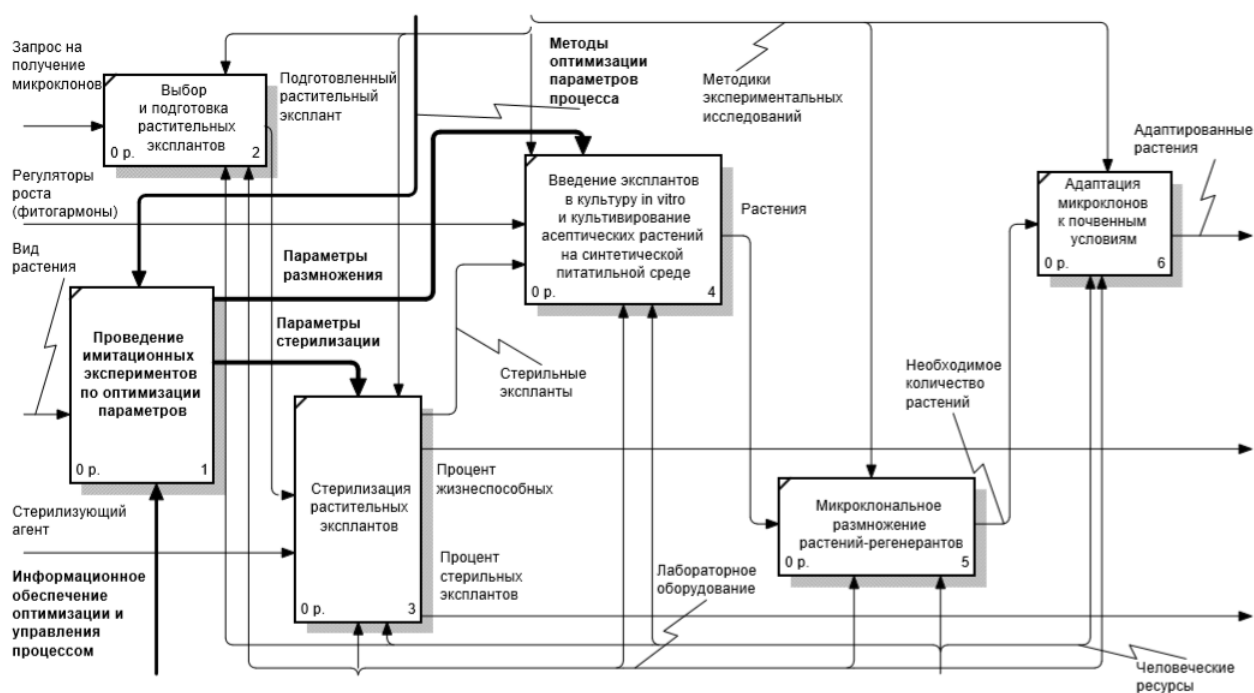 Запрос на
получение
микроклонов
Выбор
и подготовка
растительных
эксплантов
0 р.
2
Подготовленный
растительный
эксплант
Методы
оптимизации
параметров
процесса
Методики
экспериментальных
исследований
Адаптированные
растения
Регуляторы
роста
(фитогармоны)
Введение эксплантов
в культуру in vitro
и культивирование
асептических растений
на синтетической
питатильной среде
0 р.
4
Растения
Адаптация
микроклонов
к почвенным
условиям
0 р.
6
Вид
растения
Параметры
размножения
Проведение
имитационных
экспериментов
по оптимизации
параметров
0 р.
1
Параметры
стерилизации
Стерильные
экспланты
Необходимое
количество
растений
Стерилизация
растительных
эксплантов
0 р.
3
Процент
жизнеспособных
Микроклональное
размножение
растений-регенерантов
0 р.
5
Стерилизующий
агент
Процент
стерильных
эксплантов
Лабораторное
оборудование
Информационное
обеспечение
оптимизации и
управления
процессом
Человеческие
ресурсы